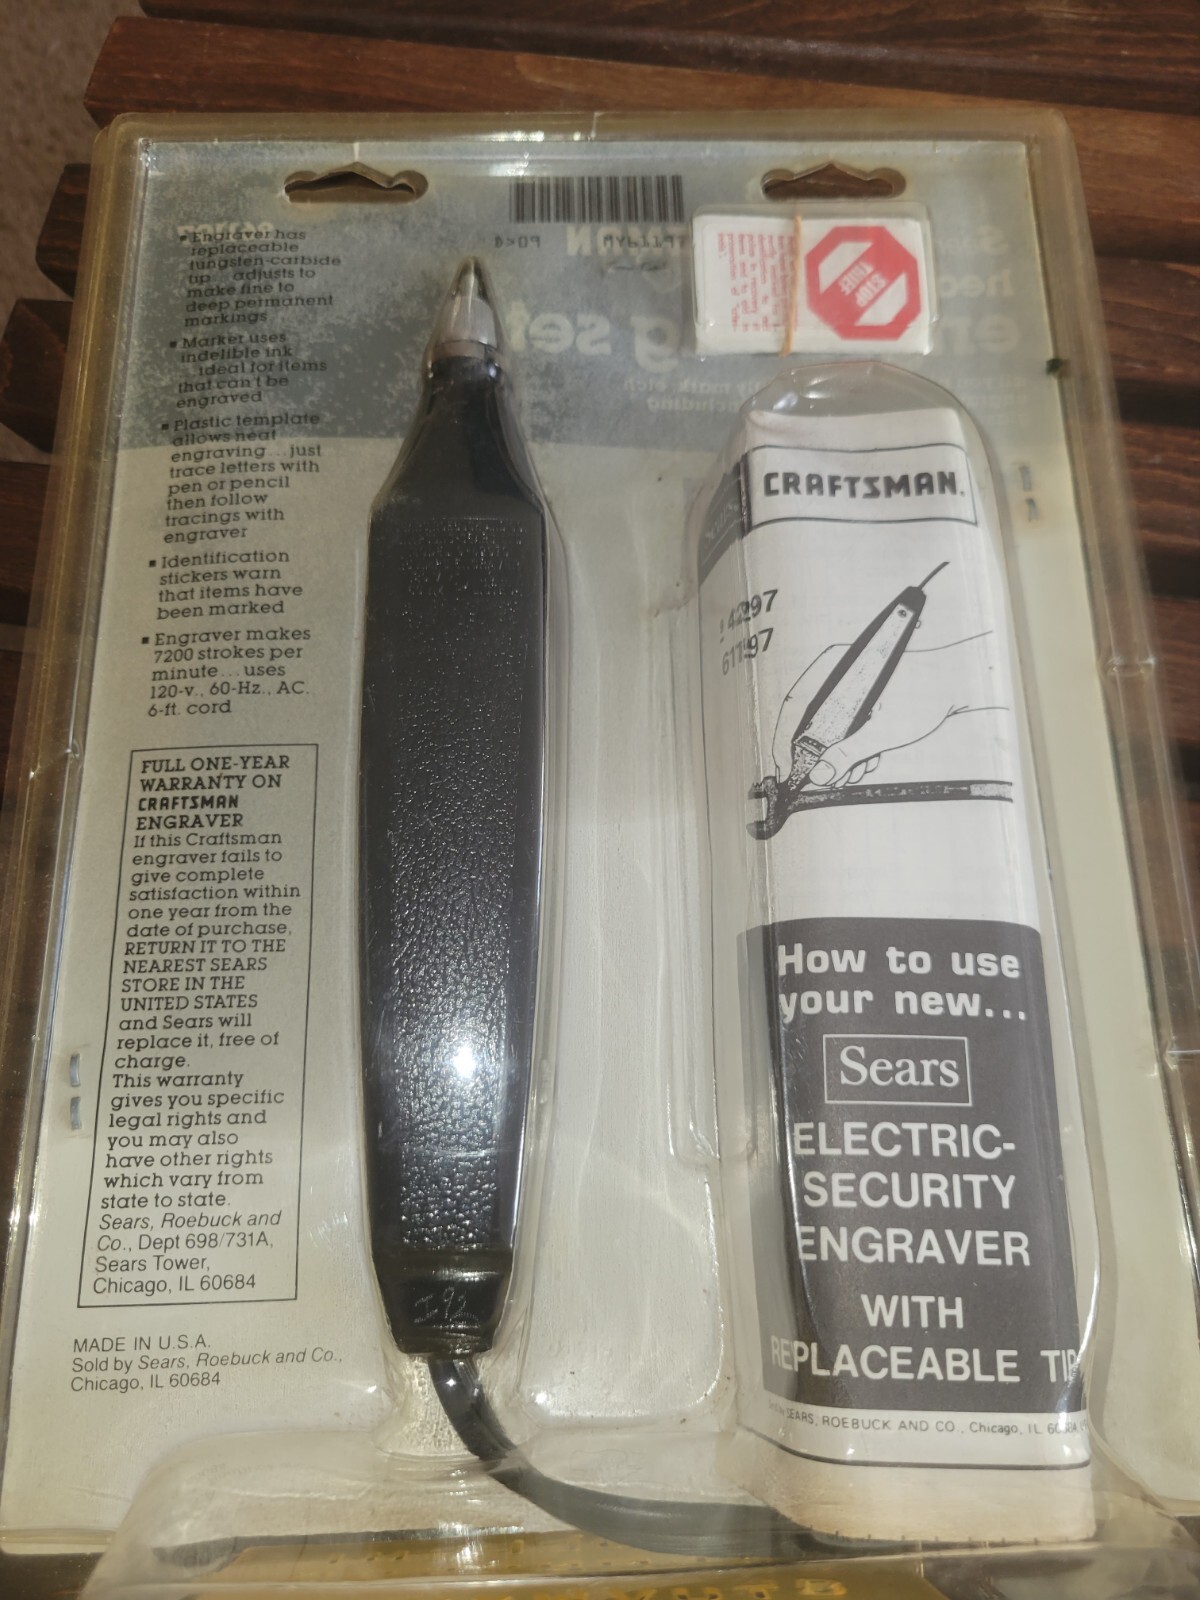 ▪ Engraver has
replaceable
tungsten-carbide
tip... adjusts to
make fine to
deep permanent
markings
▪ Marker uses
indelible ink
... ideal for items
that can't be
engraved
▪ Plastic template
allows neat
engraving... just
trace letters with
pen or pencil
then follow
tracings with
engraver
▪ Identification
stickers warn
that items have
been marked
▪ Engraver makes
7200 strokes per
minute... uses
120-v., 60-Hz., AC.
6-ft. cord
FULL ONE-YEAR
WARRANTY ON
CRAFTSMAN
ENGRAVER
If this Craftsman
engraver fails to
give complete
satisfaction within
one year from the
date of purchase,
RETURN IT TO THE
NEAREST SEARS
STORE IN THE
UNITED STATES
and Sears will
replace it, free of
charge.
This warranty
gives you specific
legal rights and
you may also
have other rights
which vary from
state to state.
Sears, Roebuck and
Co., Dept 698/731A,
Sears Tower,
Chicago, IL 60684
MADE IN U.S.A.
Sold by Sears, Roebuck and Co.,
Chicago, IL 60684
STOP
THIEF
CRAFTSMAN.
How to use
your new...
Sears
ELECTRIC-
SECURITY
ENGRAVER
WITH
REPLACEABLE TIP
SEARS, ROEBUCK AND CO., Chicago, IL 60684